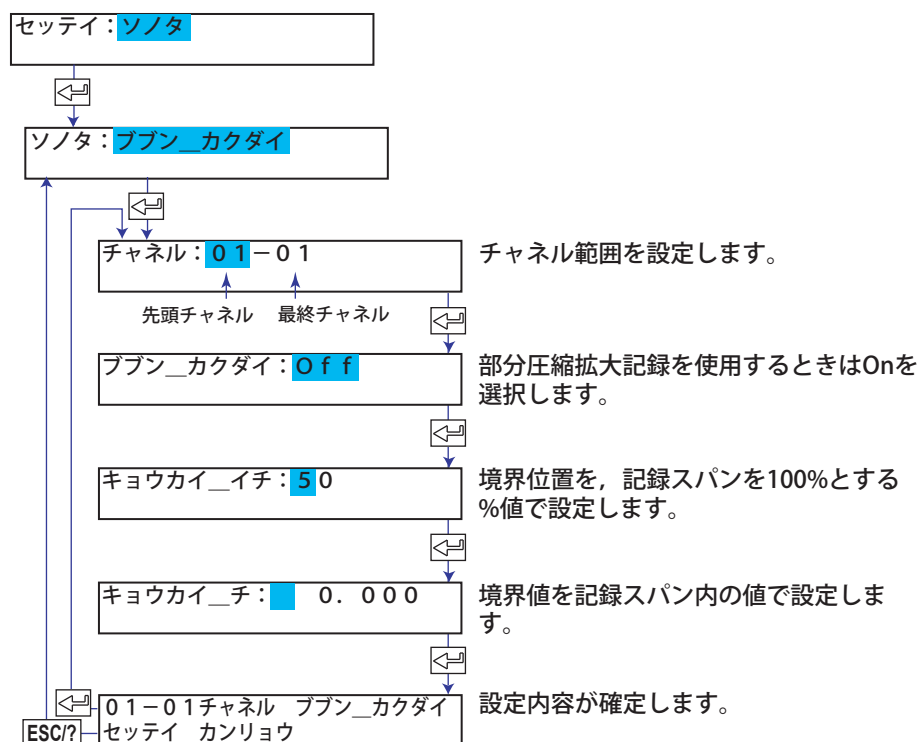 セッテイ：ソノタ
ソノタ：ブブン＿カクダイ
チャネル：０１－０１
チャネル範囲を設定します。
先頭チャネル 最終チャネル
ブブン＿カクダイ：Ｏｆｆ
部分圧縮拡大記録を使用するときはOnを
選択します。
キョウカイ＿イチ：５０
境界位置を，記録スパンを100%とする
%値で設定します。
キョウカイ＿チ：　０．０００
境界値を記録スパン内の値で設定しま
す。
０１－０１チャネル　ブブン＿カクダイ
セッテイ　カンリョウ
設定内容が確定します。
ESC/?